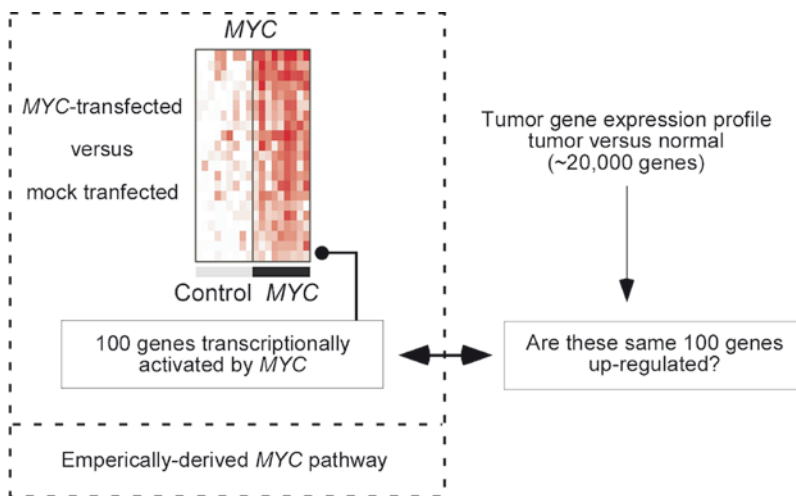 MYC
MYC-transfected
versus
mock tranfected
Control MYC
100 genes transcriptionally
activated by MYC
Emperically-derived MYC pathway
Tumor gene expression profile
tumor versus normal
(~20,000 genes)
Are these same 100 genes
up-regulated?